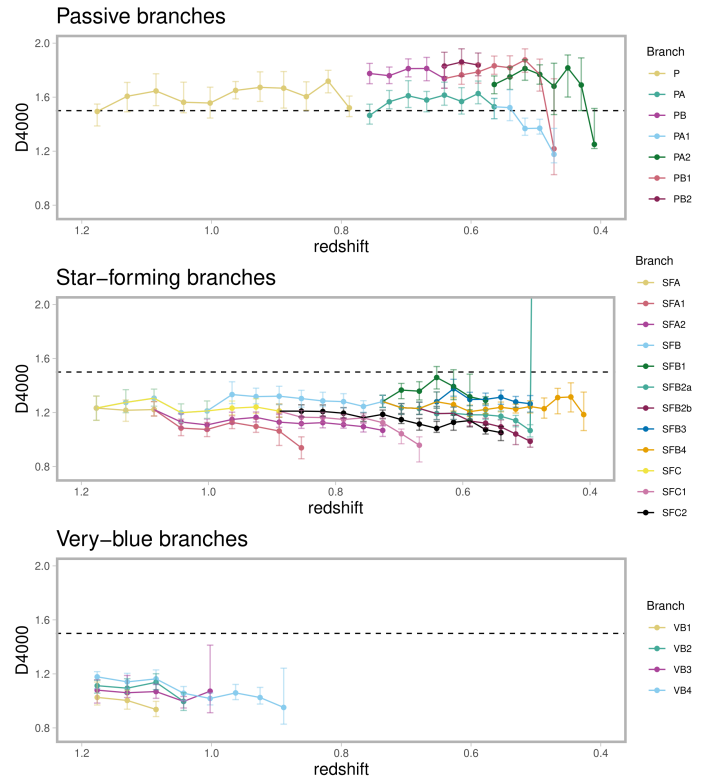 Passive branches
2.0
1.6
1.2
0.8
D4000
1.2 1.0 0.8 0.6 0.4
redshift
Branch
P
PA
PB
PA1
PA2
PB1
PB2
Star−forming branches
2.0
1.6
1.2
0.8
D4000
1.2 1.0 0.8 0.6 0.4
redshift
Branch
SFA
SFA1
SFA2
SFB
SFB1
SFB2a
SFB2b
SFB3
SFB4
SFC
SFC1
SFC2
Very−blue branches
2.0
1.6
1.2
0.8
D4000
1.2 1.0 0.8 0.6 0.4
redshift
Branch
VB1
VB2
VB3
VB4